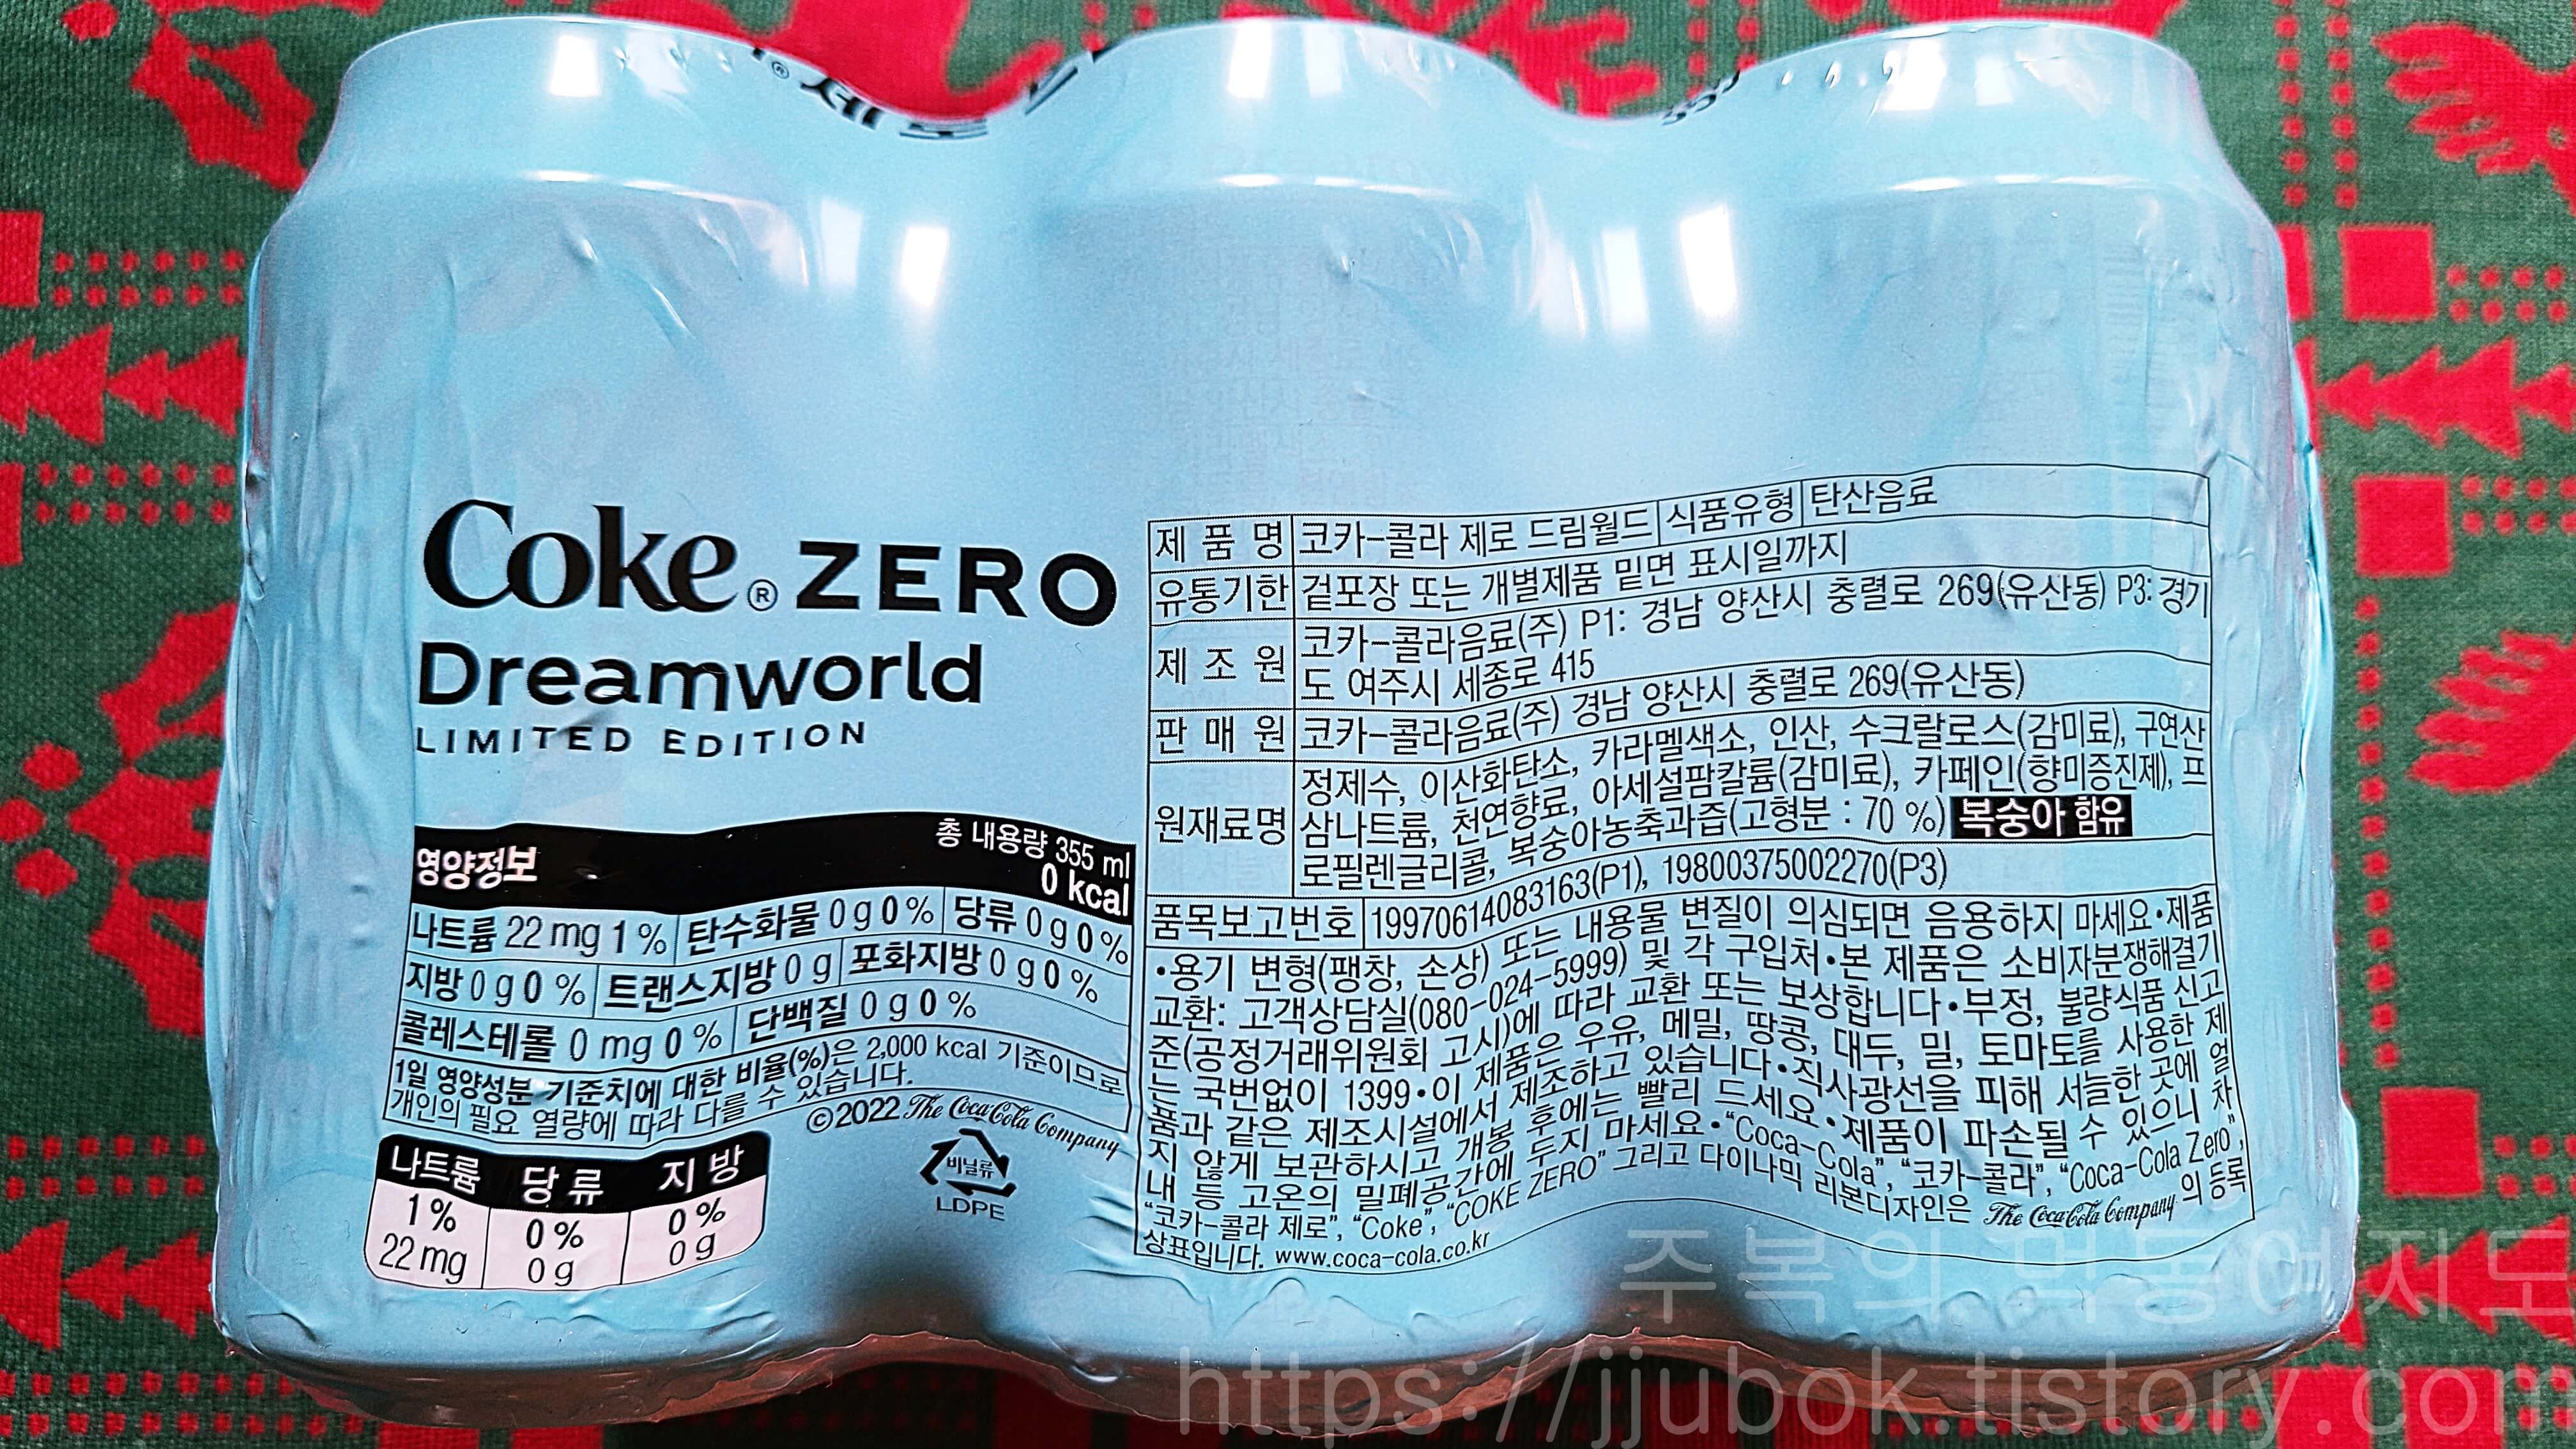 ® 제로
355
Coke® ZERO
Dreamworld
LIMITED EDITION
영양정보
총 내용량 355 ml
0 kcal
나트륨 22 mg 1 % 탄수화물 0 g 0 % 당류 0 g 0 %
지방 0 g 0 % 트랜스지방 0 g 포화지방 0 g 0 %
콜레스테롤 0 mg 0 % 단백질 0 g 0 %
1일 영양성분 기준치에 대한 비율(%)은 2,000 kcal 기준이므로
개인의 필요 열량에 따라 다를 수 있습니다.
©2022 The Coca-Cola Company
나트륨 당류 지방
1 % 0 % 0 %
22 mg 0 g 0 g
비닐류
LDPE
제 품 명 코카-콜라 제로 드림월드 식품유형 탄산음료
유통기한 겉포장 또는 개별제품 밑면 표시일까지
제 조 원 코카-콜라음료(주) P1: 경남 양산시 충렬로 269(유산동) P3: 경기
도 여주시 세종로 415
판 매 원 코카-콜라음료(주) 경남 양산시 충렬로 269(유산동)
원재료명 정제수, 이산화탄소, 카라멜색소, 인산, 수크랄로스(감미료), 구연산
삼나트륨, 천연향료, 아세설팜칼륨(감미료), 카페인(향미증진제), 프
로필렌글리콜, 복숭아농축과즙(고형분 : 70 %) 복숭아 함유
품목보고번호 19970614083163(P1), 19800375002270(P3)
•용기 변형(팽창, 손상) 또는 내용물 변질이 의심되면 음용하지 마세요•제품
교환: 고객상담실(080-024-5999) 및 각 구입처•본 제품은 소비자분쟁해결기
준(공정거래위원회 고시)에 따라 교환 또는 보상합니다•부정, 불량식품 신고
는 국번없이 1399•이 제품은 우유, 메밀, 땅콩, 대두, 밀, 토마토를 사용한 제
품과 같은 제조시설에서 제조하고 있습니다•직사광선을 피해 서늘한 곳에 얼
지 않게 보관하시고 개봉 후에는 빨리 드세요•제품이 파손될 수 있으니 차
내 등 고온의 밀폐공간에 두지 마세요•“Coca-Cola”, “코카-콜라”, “Coca-Cola Zero”,
“코카-콜라 제로”, “Coke”, “COKE ZERO” 그리고 다이나믹 리본디자인은 The Coca-Cola Company 의 등록
상표입니다. www.coca-cola.co.kr
주복의 먹동여지도
https://jjubok.tistory.com